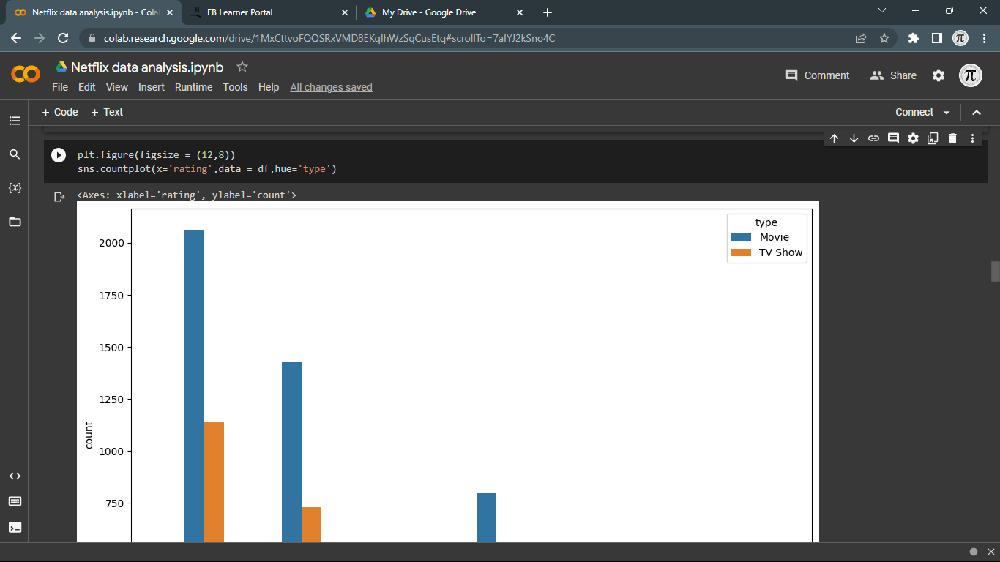 Netflix data analysis.ipynb - Cola
EB Learner Portal
My Drive - Google Drive
colab.research.google.com/drive/1MxCttvoFQQSRxVMD8EKqIhWzSqCusEtq#scrollTo=7alYJ2kSno4C
Netflix data analysis.ipynb
Comment
Share
File Edit View Insert Runtime Tools Help All changes saved
+ Code + Text
Connect
plt.figure(figsize = (12,8))
sns.countplot(x='rating',data = df,hue='type')
{x}
<Axes: xlabel='rating', ylabel='count'>
type
Movie
TV Show
2000
1750
1500
1250
count
1000
750